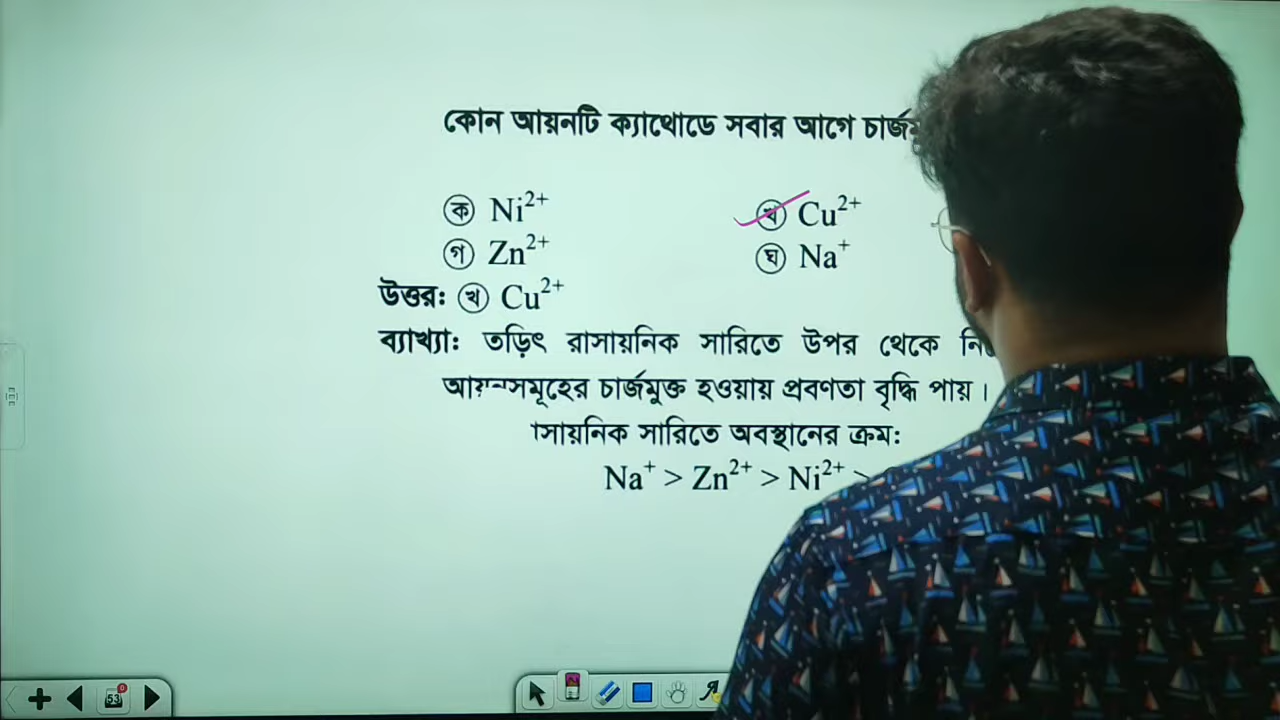 কোন আয়নটি ক্যাথোডে সবার আগে
ক Ni²⁺ খ Cu²⁺
গ Zn²⁺ ঘ Na⁺
উত্তর: খ Cu²⁺
ব্যাখ্যা: তড়িৎ রাসায়নিক সারিতে উপর থেকে
আয়নসমূহের চার্জমুক্ত হওয়ায় প্রবণতা বৃদ্ধি পায়।
সারিতে অবস্থানের ক্রম:
Na⁺ > Zn²⁺ > Ni²⁺ >
53